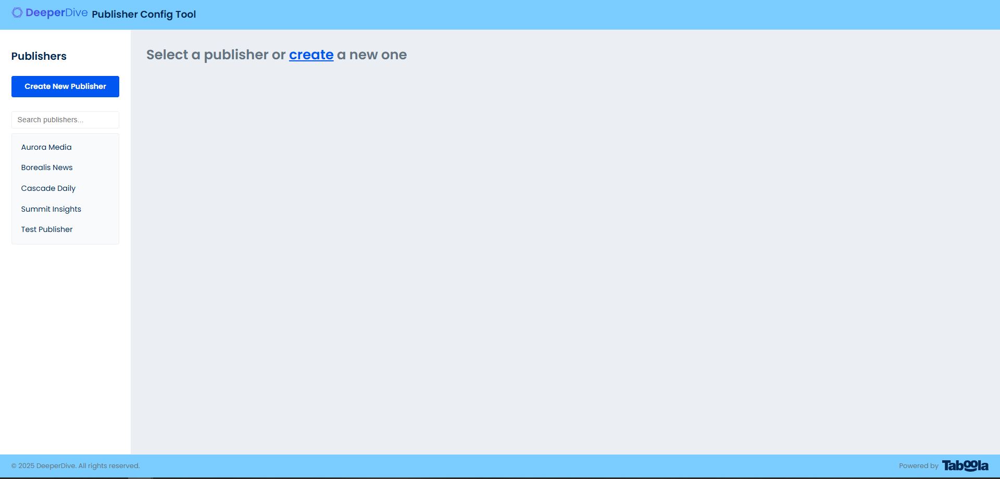 DeeperDive Publisher Config Tool
Publishers
Create New Publisher
Search publishers...
Aurora Media
Borealis News
Cascade Daily
Summit Insights
Test Publisher
Select a publisher or create a new one
© 2025 DeeperDive. All rights reserved.
Powered by Taboola